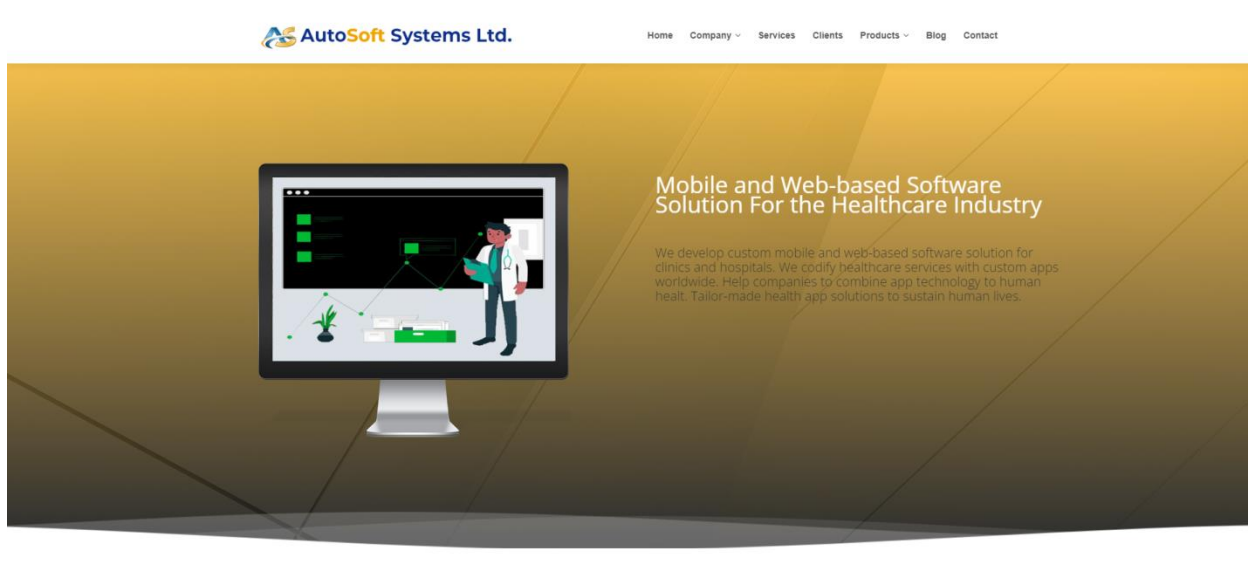 AutoSoft Systems Ltd.
Home Company Services Clients Products Blog Contact
Mobile and Web-based Software
Solution For the Healthcare Industry
We develop custom mobile and web-based software solution for
clinics and hospitals. We codify healthcare services with custom apps
worldwide. Help companies to combine app technology to human
healt. Tailor-made health app solutions to sustain human lives.